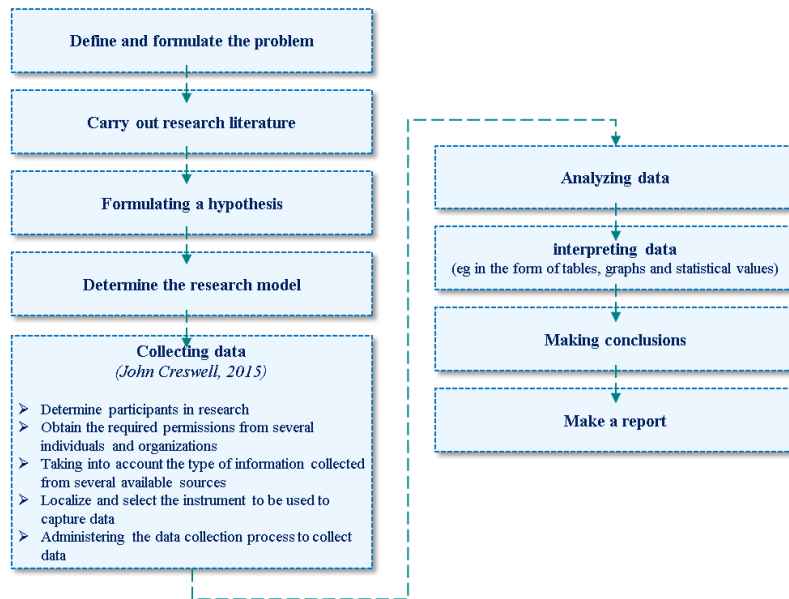 Define and formulate the problem
Carry out research literature
Formulating a hypothesis
Determine the research model
Collecting data
(John Creswell, 2015)
➢ Determine participants in research
➢ Obtain the required permissions from several
individuals and organizations
➢ Taking into account the type of information collected
from several available sources
➢ Localize and select the instrument to be used to
capture data
➢ Administering the data collection process to collect
data
Analyzing data
interpreting data
(eg in the form of tables, graphs and statistical values)
Making conclusions
Make a report